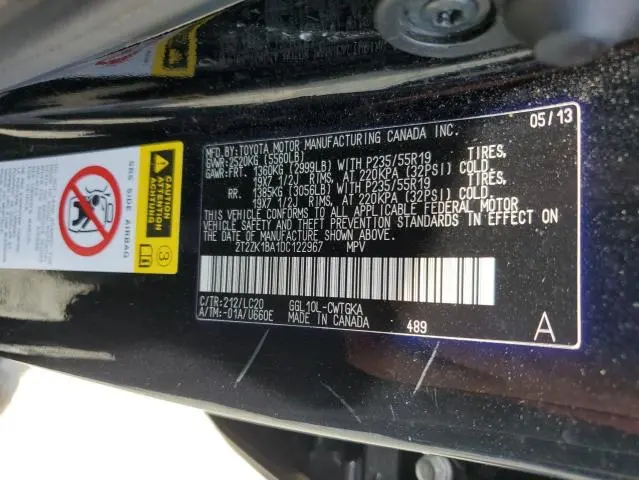 05/13
MFD.BY:TOYOTA MOTOR MANUFACTURING CANADA INC.
GVWR:2520KG (5560LB)
GAWR:FRT. 1360KG (2999LB) WITH P235/55R19 TIRES,
19X7 1/2J RIMS, AT 220KPA (32PSI) COLD
RR. 1385KG (3056LB) WITH P235/55R19 TIRES,
19X7 1/2J RIMS, AT 220KPA (32PSI) COLD
THIS VEHICLE CONFORMS TO ALL APPLICABLE FEDERAL MOTOR
VEHICLE SAFETY AND THEFT PREVENTION STANDARDS IN EFFECT ON
THE DATE OF MANUFACTURE SHOWN ABOVE.
2T2ZK1BA1DC122967 MPV
C/TR:212/LC20 GGL10L-CWTGKA
A/TM:-01A/U660E MADE IN CANADA 489 A
CAUTION
ATTENTION
ACHTUNG
3
SRS SIDE AIRBAG